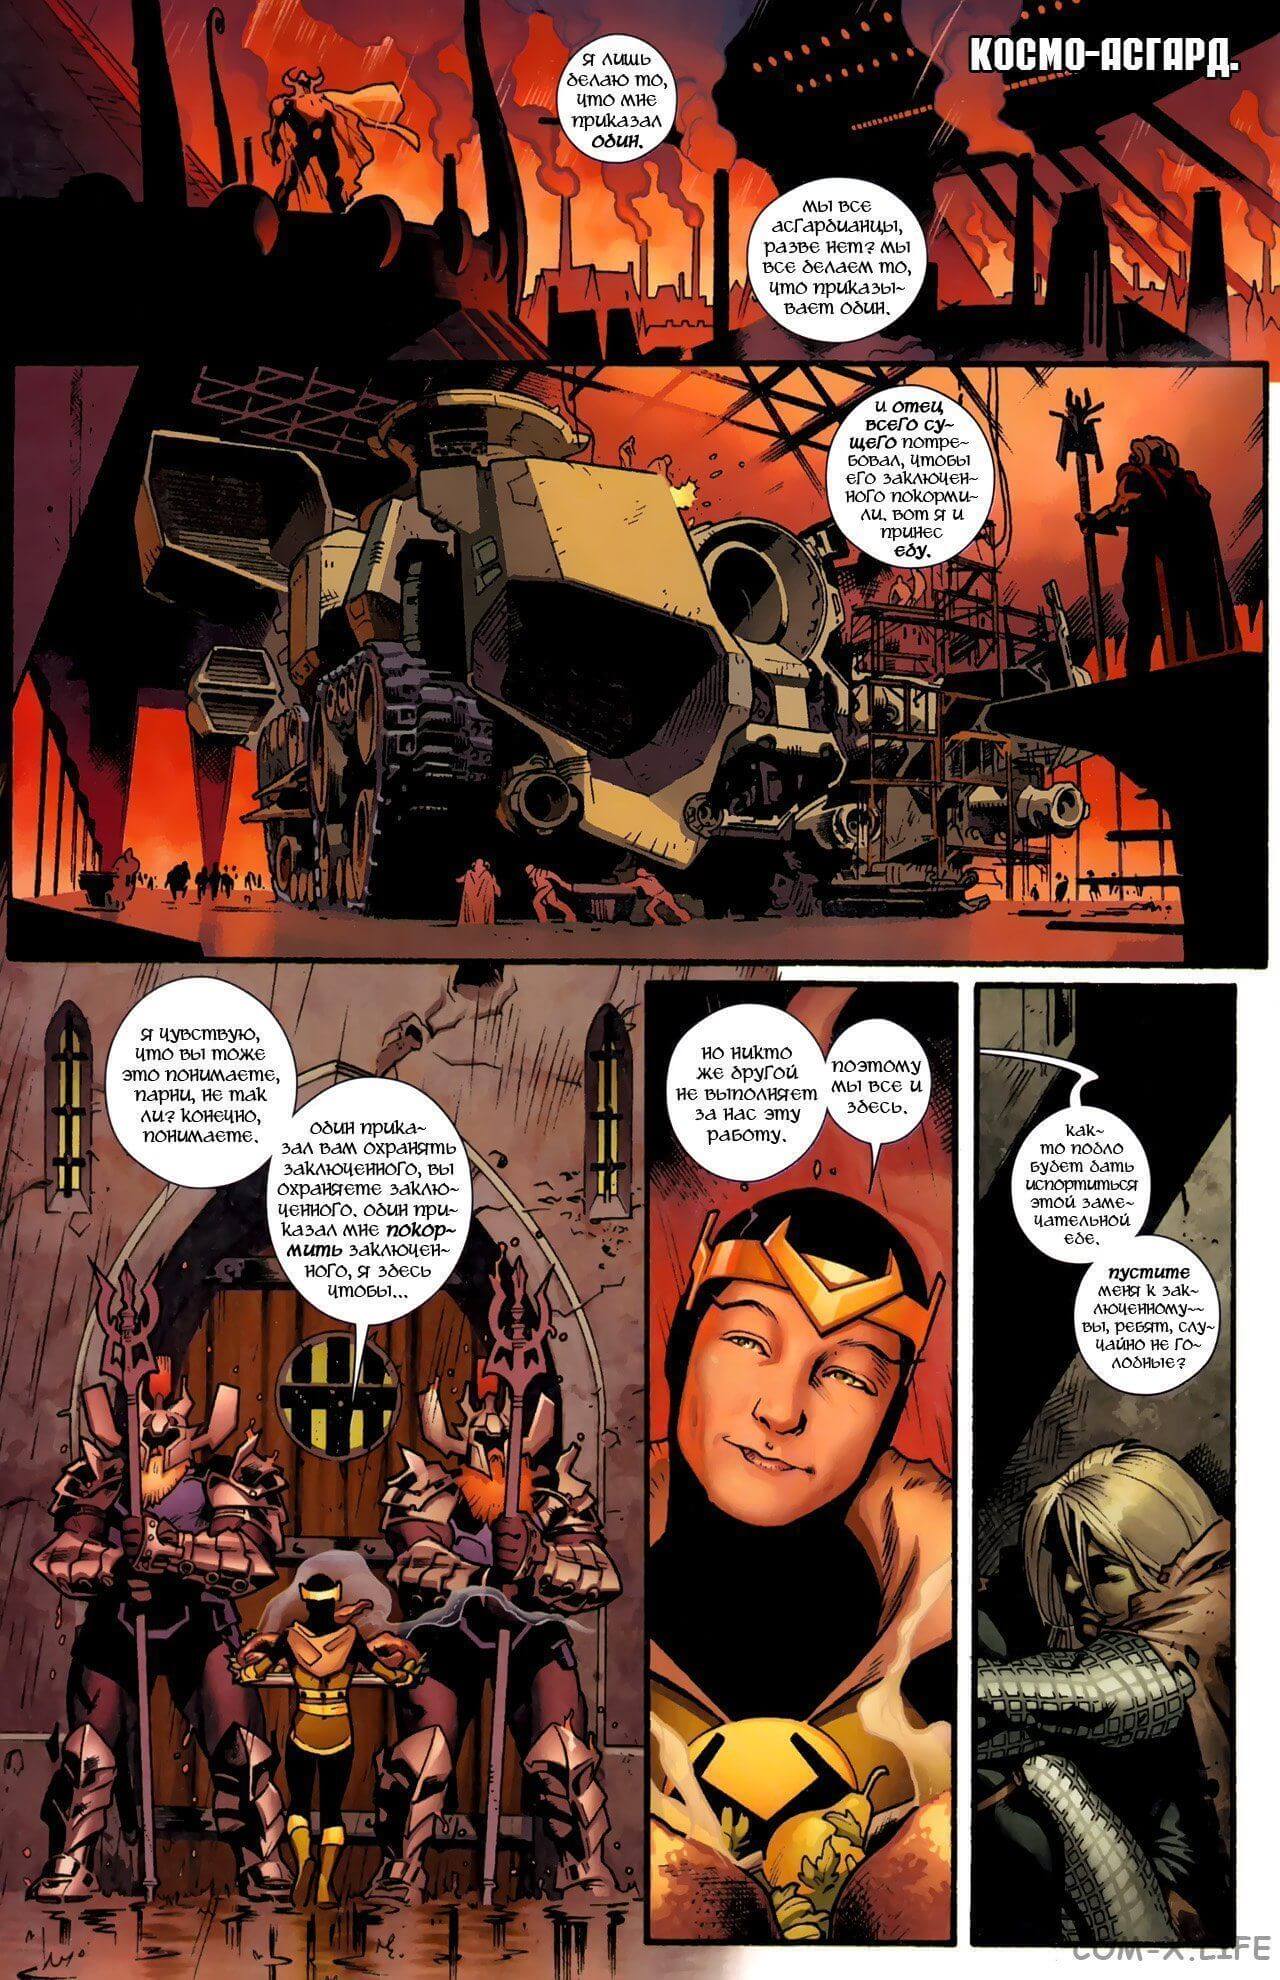 КОСМО-АСГАРД.
Я ЛИШЬ
ДЕЛАЮ ТО,
ЧТО МНЕ
ПРИКАЗАЛ
ОДИН.
МЫ ВСЕ
АСГАРДИАНЦЫ,
РАЗВЕ НЕТ? МЫ
ВСЕ ДЕЛАЕМ ТО,
ЧТО ПРИКАЗЫ-
ВАЕТ ОДИН.
И ОТЕЦ
ВСЕГО СУ-
ЩЕГО ПОТРЕ-
БОВАЛ, ЧТОБЫ
ЕГО ЗАКЛЮЧЕН-
НОГО ПОКОРМИ-
ЛИ. ВОТ Я И
ПРИНЕС
ЕДУ.
Я ЧУВСТВУЮ,
ЧТО ВЫ ТОЖЕ
ЭТО ПОНИМАЕТЕ,
ПАРНИ, НЕ ТАК
ЛИ? КОНЕЧНО,
ПОНИМАЕТЕ.
ОДИН ПРИКА-
ЗАЛ ВАМ ОХРАНЯТЬ
ЗАКЛЮЧЕННОГО, ВЫ
ОХРАНЯЕТЕ ЗАКЛЮ-
ЧЕННОГО. ОДИН ПРИ-
КАЗАЛ МНЕ ПОКОР-
МИТЬ ЗАКЛЮЧЕН-
НОГО, Я ЗДЕСЬ
ЧТОБЫ...
НО НИКТО
ЖЕ ДРУГОЙ
НЕ ВЫПОЛНЯЕТ
ЗА НАС ЭТУ
РАБОТУ.
ПОЭТОМУ
МЫ ВСЕ И
ЗДЕСЬ.
КАК-
ТО ПОДЛО
БУДЕТ ДАТЬ
ИСПОРТИТЬСЯ
ЭТОЙ ЗАМЕ-
ЧАТЕЛЬНОЙ
ЕДЕ.
ПУСТИТЕ
МЕНЯ К ЗАК-
ЛЮЧЕННОМУ--
ВЫ, РЕБЯТ, СЛУ-
ЧАЙНО НЕ ГО-
ЛОДНЫЕ?
COM-X.LIFE